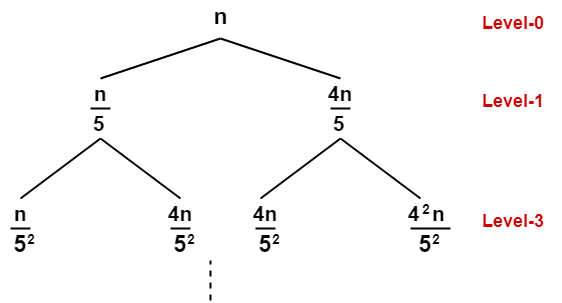 n Level-0
n/5 4n/5 Level-1
n/5² 4n/5² 4n/5² 4²n/5² Level-3